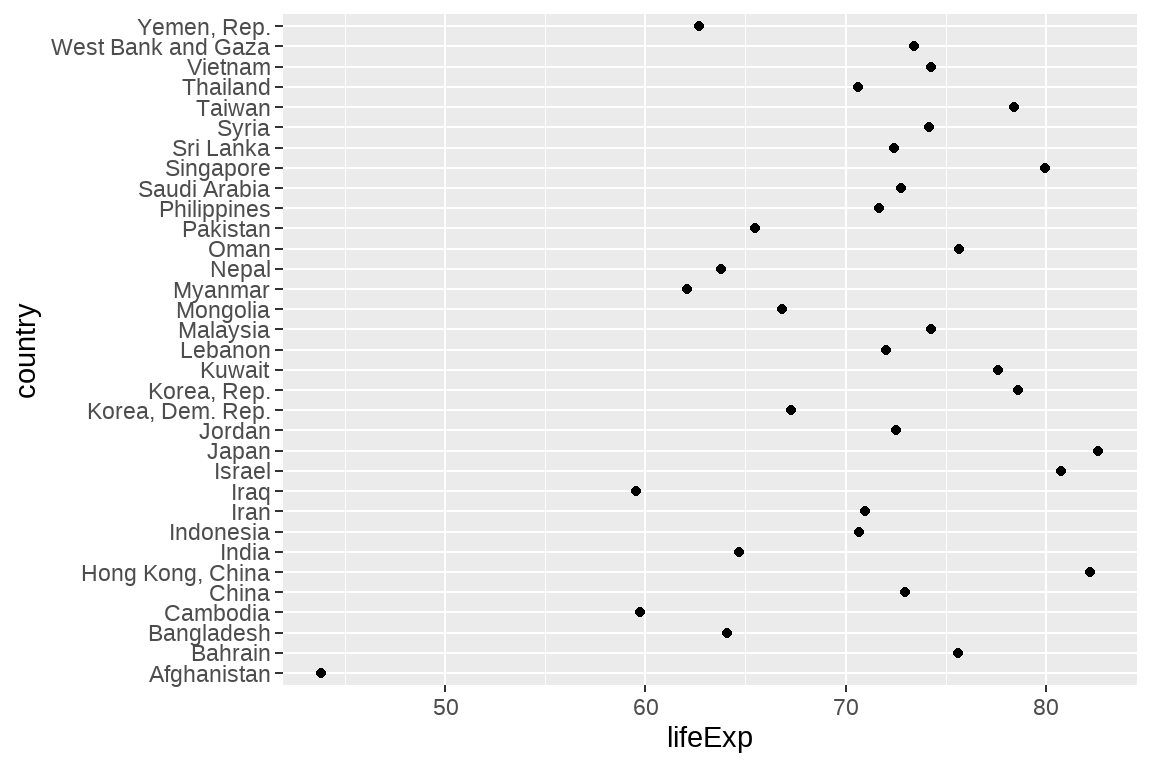 Yemen, Rep.
West Bank and Gaza
Vietnam
Thailand
Taiwan
Syria
Sri Lanka
Singapore
Saudi Arabia
Philippines
Pakistan
Oman
Nepal
Myanmar
Mongolia
Malaysia
Lebanon
Kuwait
Korea, Rep.
Korea, Dem. Rep.
Jordan
Japan
Israel
Iraq
Iran
Indonesia
India
Hong Kong, China
China
Cambodia
Bangladesh
Bahrain
Afghanistan
country
50 60 70 80
lifeExp